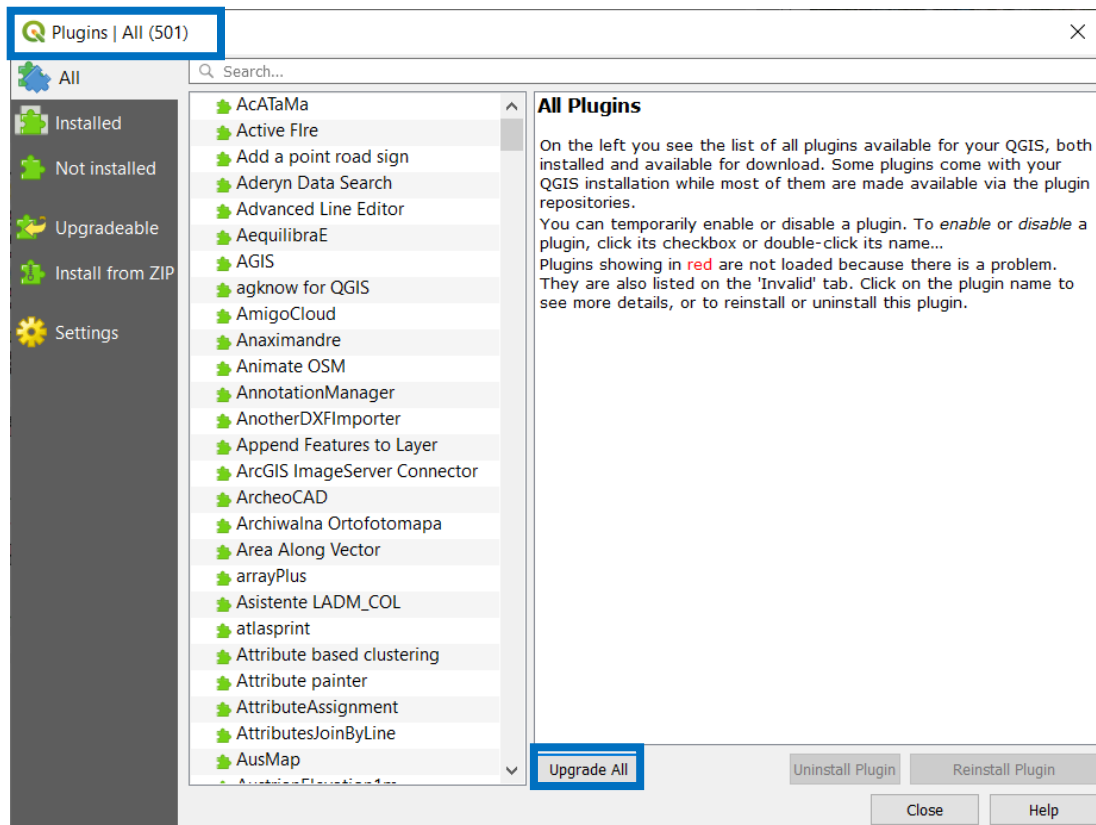 Plugins | All (501)
All
Installed
Not installed
Upgradeable
Install from ZIP
Settings
Search...
AcATaMa
Active FIre
Add a point road sign
Aderyn Data Search
Advanced Line Editor
AequilibraE
AGIS
agknow for QGIS
AmigoCloud
Anaximandre
Animate OSM
AnnotationManager
AnotherDXFImporter
Append Features to Layer
ArcGIS ImageServer Connector
ArcheoCAD
Archiwalna Ortofotomapa
Area Along Vector
arrayPlus
Asistente LADM_COL
atlasprint
Attribute based clustering
Attribute painter
AttributeAssignment
AttributesJoinByLine
AusMap
All Plugins
On the left you see the list of all plugins available for your QGIS, both
installed and available for download. Some plugins come with your
QGIS installation while most of them are made available via the plugin
repositories.
You can temporarily enable or disable a plugin. To enable or disable a
plugin, click its checkbox or double-click its name...
Plugins showing in red are not loaded because there is a problem.
They are also listed on the 'Invalid' tab. Click on the plugin name to
see more details, or to reinstall or uninstall this plugin.
Upgrade All
Uninstall Plugin
Reinstall Plugin
Close
Help